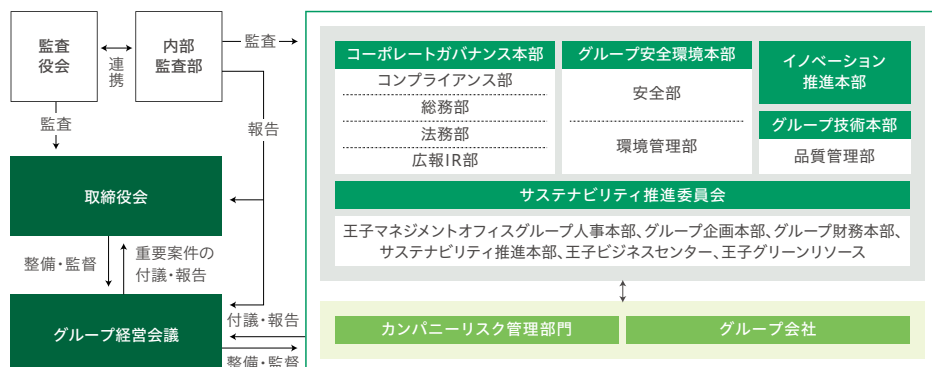 監査
役会
連携
内部
監査部
監査
監査
報告
取締役会
整備・監督
重要案件の
付議・報告
グループ経営会議
付議・報告
整備・監督
コーポレートガバナンス本部
コンプライアンス部
総務部
法務部
広報IR部
グループ安全環境本部
安全部
環境管理部
イノベーション
推進本部
グループ技術本部
品質管理部
サステナビリティ推進委員会
王子マネジメントオフィスグループ人事本部、グループ企画本部、グループ財務本部、
サステナビリティ推進本部、王子ビジネスセンター、王子グリーンリソース
カンパニーリスク管理部門
グループ会社